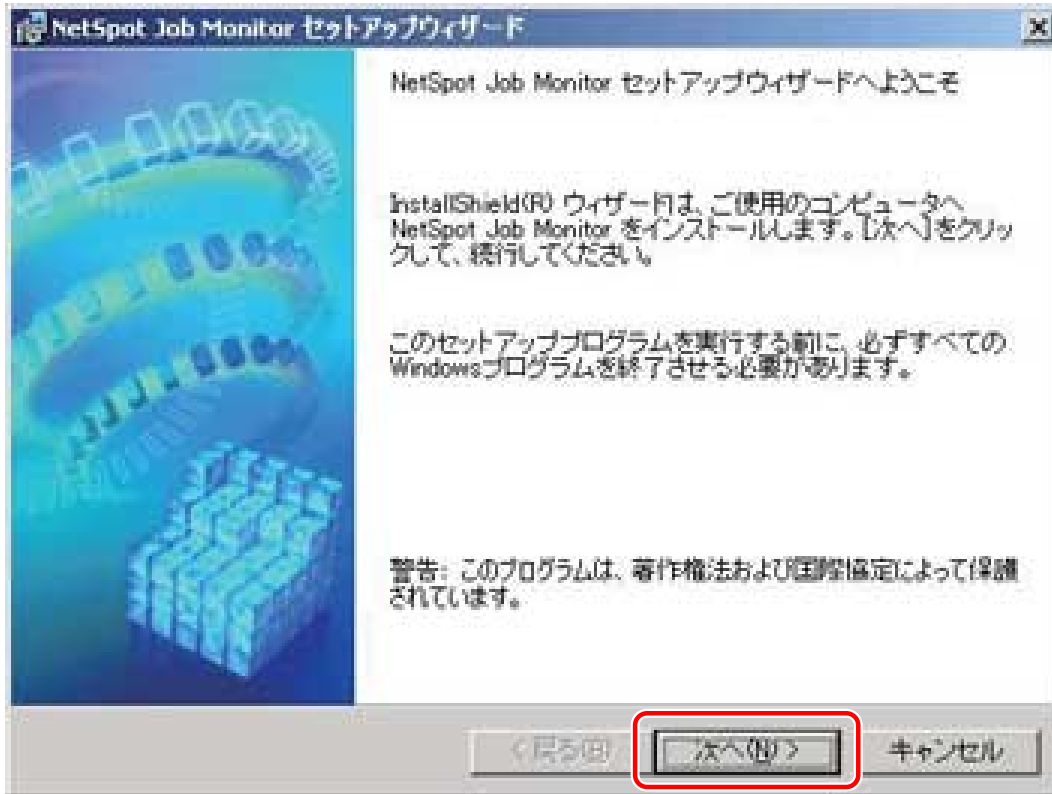 NetSpot Job Monitor セットアップウィザード
NetSpot Job Monitor セットアップウィザードへようこそ
InstallShield(R) ウィザードは、ご使用のコンピュータへ
NetSpot Job Monitor をインストールします。[次へ]をクリッ
クして、続行してください。
このセットアッププログラムを実行する前に、必ずすべての
Windowsプログラムを終了させる必要があります。
警告: このプログラムは、著作権法および国際協定によって保護
されています。
< 戻る(B) 次へ(N) > キャンセル